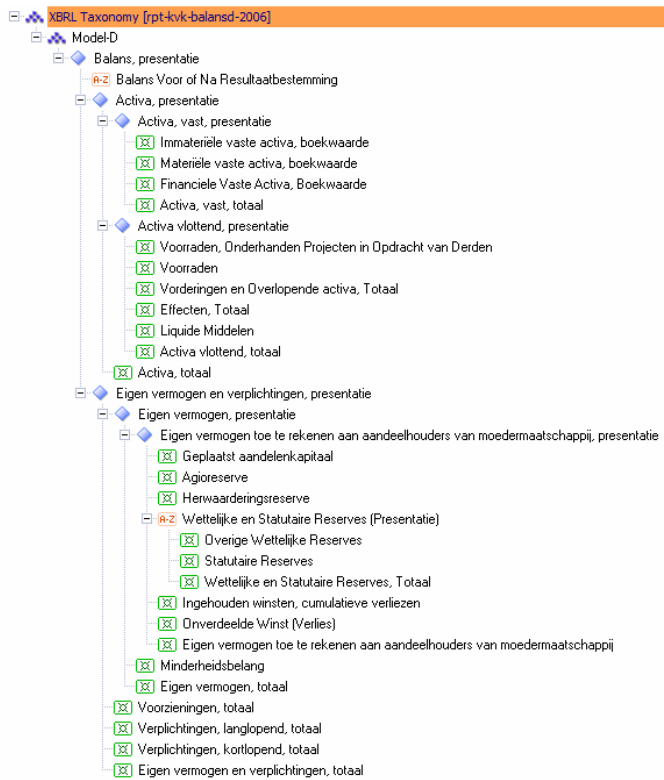 XBRL Taxonomy [rpt-kvk-balansd-2006]
Model-D
Balans, presentatie
A-Z Balans Voor of Na Resultaatbestemming
Activa, presentatie
Activa, vast, presentatie
Immateriële vaste activa, boekwaarde
Materiële vaste activa, boekwaarde
Financiele Vaste Activa, Boekwaarde
Activa, vast, totaal
Activa vlottend, presentatie
Voorraden, Onderhanden Projecten in Opdracht van Derden
Voorraden
Vorderingen en Overlopende activa, Totaal
Effecten, Totaal
Liquide Middelen
Activa vlottend, totaal
Activa, totaal
Eigen vermogen en verplichtingen, presentatie
Eigen vermogen, presentatie
Eigen vermogen toe te rekenen aan aandeelhouders van moedermaatschappij, presentatie
Geplaatst aandelenkapitaal
Agioreserve
Herwaarderingsreserve
A-Z Wettelijke en Statutaire Reserves (Presentatie)
Overige Wettelijke Reserves
Statutaire Reserves
Wettelijke en Statutaire Reserves, Totaal
Ingehouden winsten, cumulatieve verliezen
Onverdeelde Winst (Verlies)
Eigen vermogen toe te rekenen aan aandeelhouders van moedermaatschappij
Minderheidsbelang
Eigen vermogen, totaal
Voorzieningen, totaal
Verplichtingen, langlopend, totaal
Verplichtingen, kortlopend, totaal
Eigen vermogen en verplichtingen, totaal